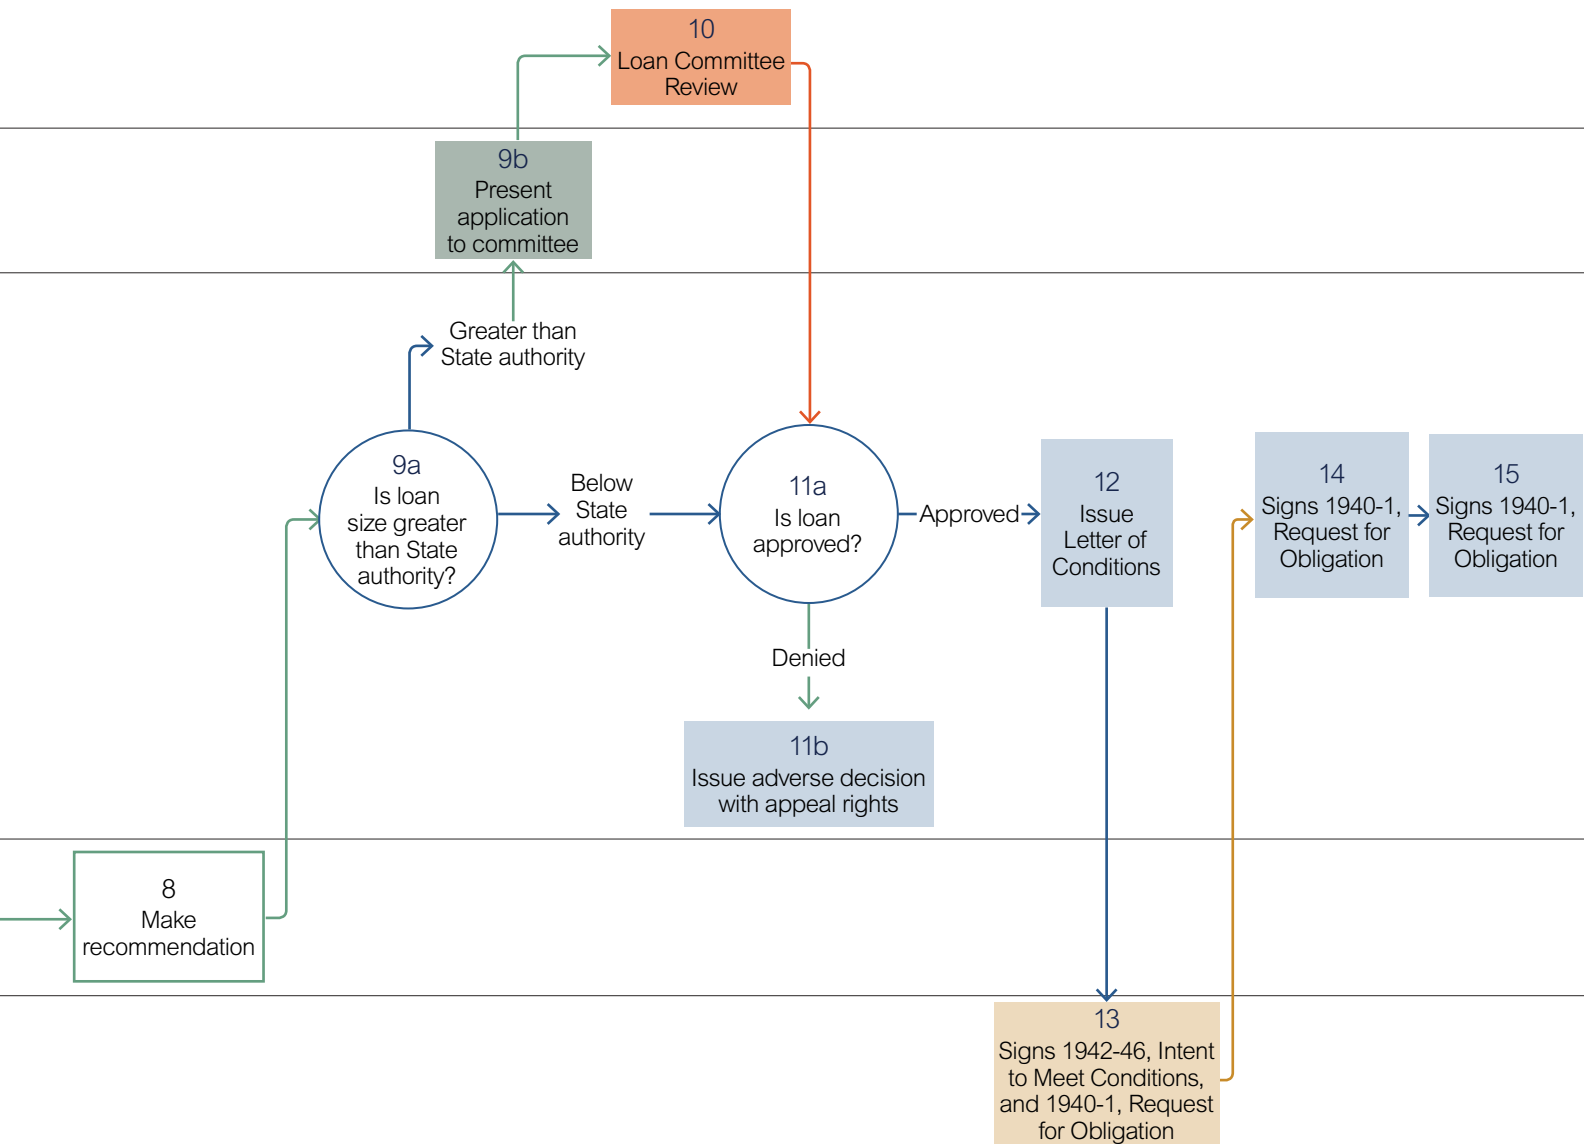 10
Loan Committee
Review
9b
Present
application
to committee
Greater than
State authority
9a
Is loan
size greater
than State
authority?
Below
State
authority
11a
Is loan
approved?
Approved
12
Issue
Letter of
Conditions
14
Signs 1940-1,
Request for
Obligation
15
Signs 1940-1,
Request for
Obligation
Denied
11b
Issue adverse decision
with appeal rights
8
Make
recommendation
13
Signs 1942-46, Intent
to Meet Conditions,
and 1940-1, Request
for Obligation